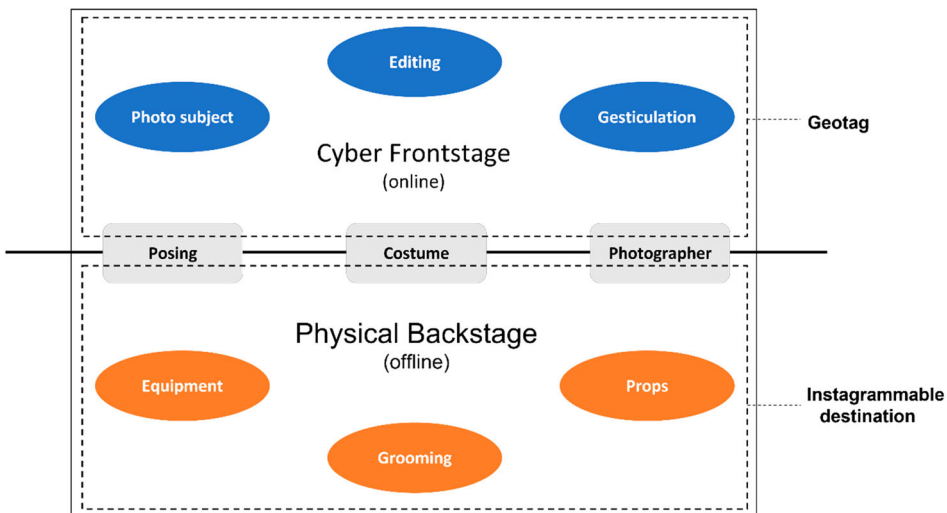 Editing
Photo subject
Gesticulation
Geotag
Cyber Frontstage
(online)
Posing
Costume
Photographer
Physical Backstage
(offline)
Equipment
Props
Instagrammable
destination
Grooming